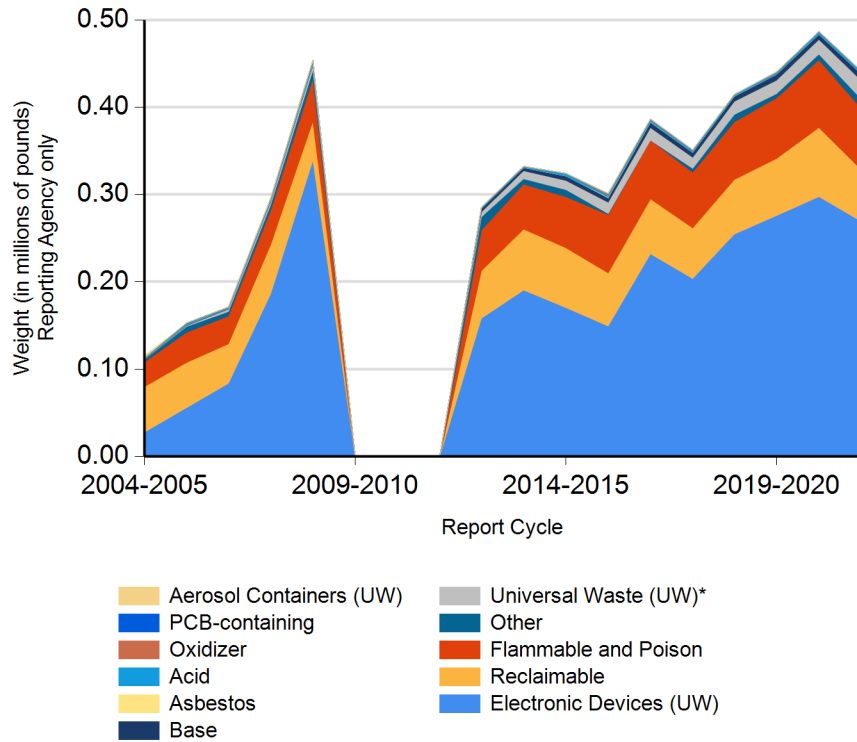 0.50
0.40
0.30
0.20
0.10
0.00
Weight (in millions of pounds)
Reporting Agency only
2004-2005 2009-2010 2014-2015 2019-2020
Report Cycle
Aerosol Containers (UW) Universal Waste (UW)*
PCB-containing Other
Oxidizer Flammable and Poison
Acid Reclaimable
Asbestos Electronic Devices (UW)
Base